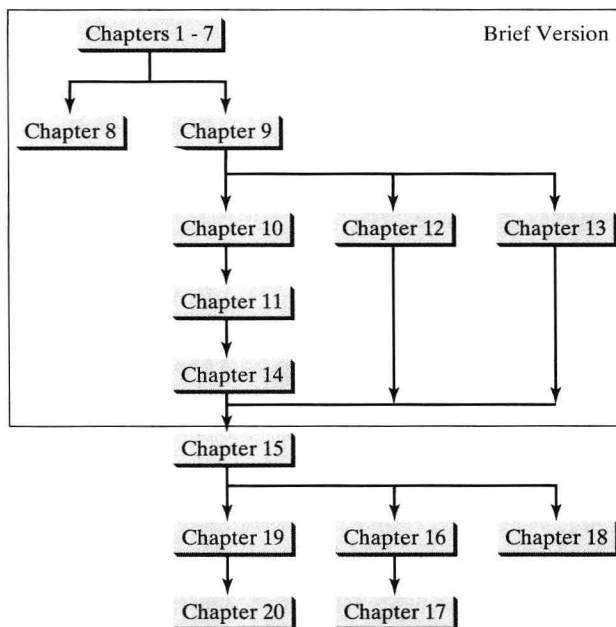 Chapters 1 - 7
Brief Version
Chapter 8
Chapter 9
Chapter 10
Chapter 12
Chapter 13
Chapter 11
Chapter 14
Chapter 15
Chapter 19
Chapter 16
Chapter 18
Chapter 20
Chapter 17